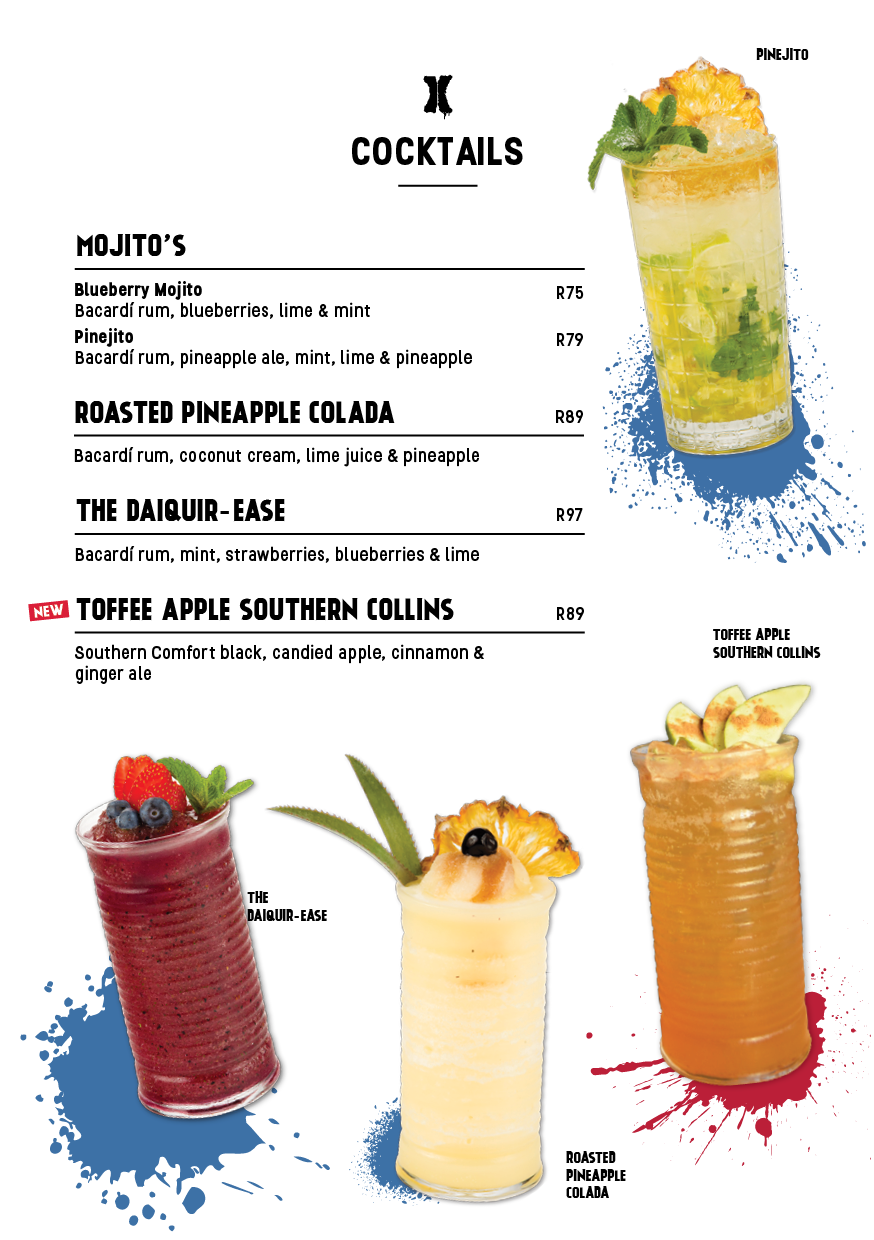 PINEJITO
COCKTAILS
MOJITO'S
Blueberry Mojito R75
Bacardí rum, blueberries, lime & mint
Pinejito R79
Bacardí rum, pineapple ale, mint, lime & pineapple
ROASTED PINEAPPLE COLADA R89
Bacardí rum, coconut cream, lime juice & pineapple
THE DAIQUIR-EASE R97
Bacardí rum, mint, strawberries, blueberries & lime
NEW TOFFEE APPLE SOUTHERN COLLINS R89
Southern Comfort black, candied apple, cinnamon &
ginger ale
TOFFEE APPLE
SOUTHERN COLLINS
THE
DAIQUIR-EASE
ROASTED
PINEAPPLE
COLADA